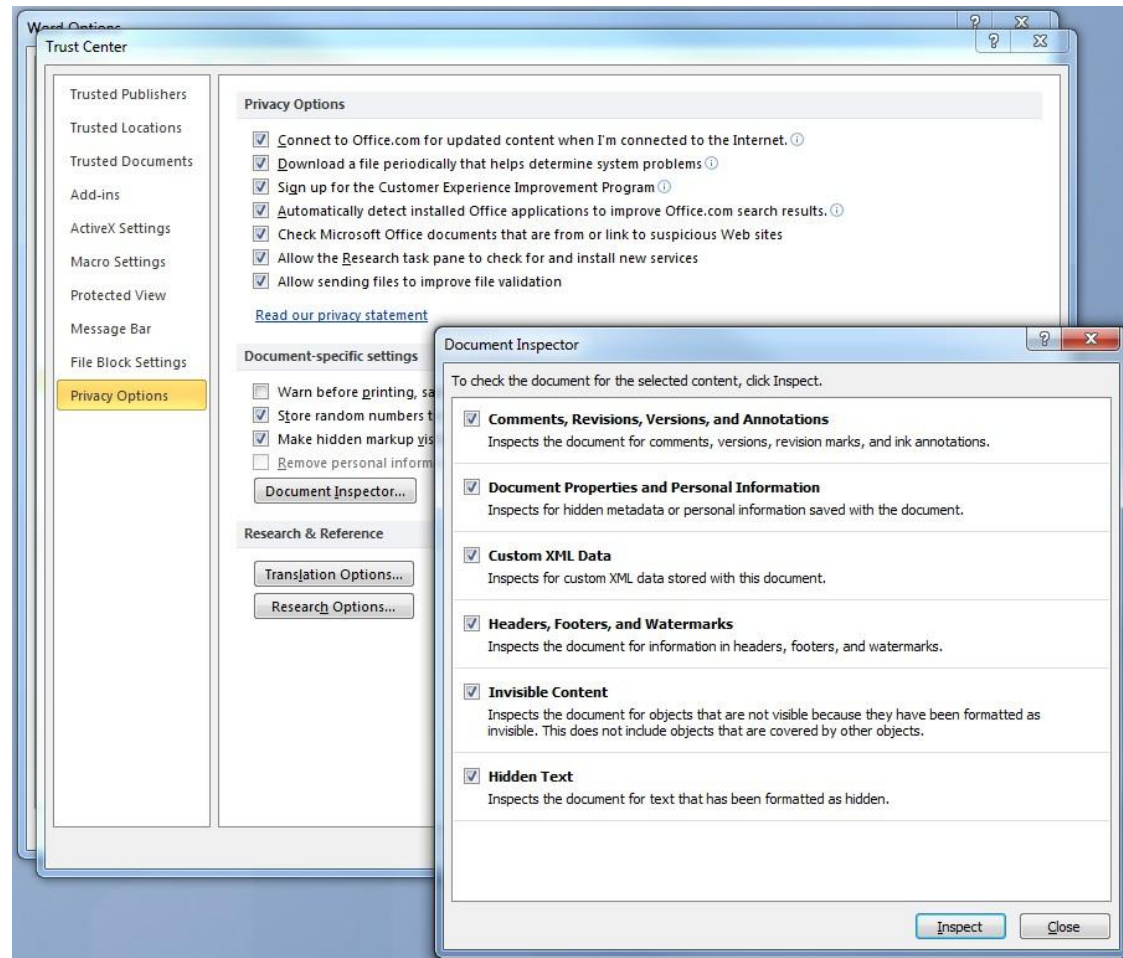 Word Options
Trust Center
Trusted Publishers
Trusted Locations
Trusted Documents
Add-ins
ActiveX Settings
Macro Settings
Protected View
Message Bar
File Block Settings
Privacy Options
Privacy Options
Connect to Office.com for updated content when I'm connected to the Internet.
Download a file periodically that helps determine system problems
Sign up for the Customer Experience Improvement Program
Automatically detect installed Office applications to improve Office.com search results.
Check Microsoft Office documents that are from or link to suspicious Web sites
Allow the Research task pane to check for and install new services
Allow sending files to improve file validation
Read our privacy statement
Document-specific settings
Warn before printing, sa
Store random numbers t
Make hidden markup vis
Remove personal inform
Document Inspector...
Research & Reference
Translation Options...
Research Options...
Document Inspector
To check the document for the selected content, click Inspect.
Comments, Revisions, Versions, and Annotations
Inspects the document for comments, versions, revision marks, and ink annotations.
Document Properties and Personal Information
Inspects for hidden metadata or personal information saved with the document.
Custom XML Data
Inspects for custom XML data stored with this document.
Headers, Footers, and Watermarks
Inspects the document for information in headers, footers, and watermarks.
Invisible Content
Inspects the document for objects that are not visible because they have been formatted as
invisible. This does not include objects that are covered by other objects.
Hidden Text
Inspects the document for text that has been formatted as hidden.
Inspect
Close